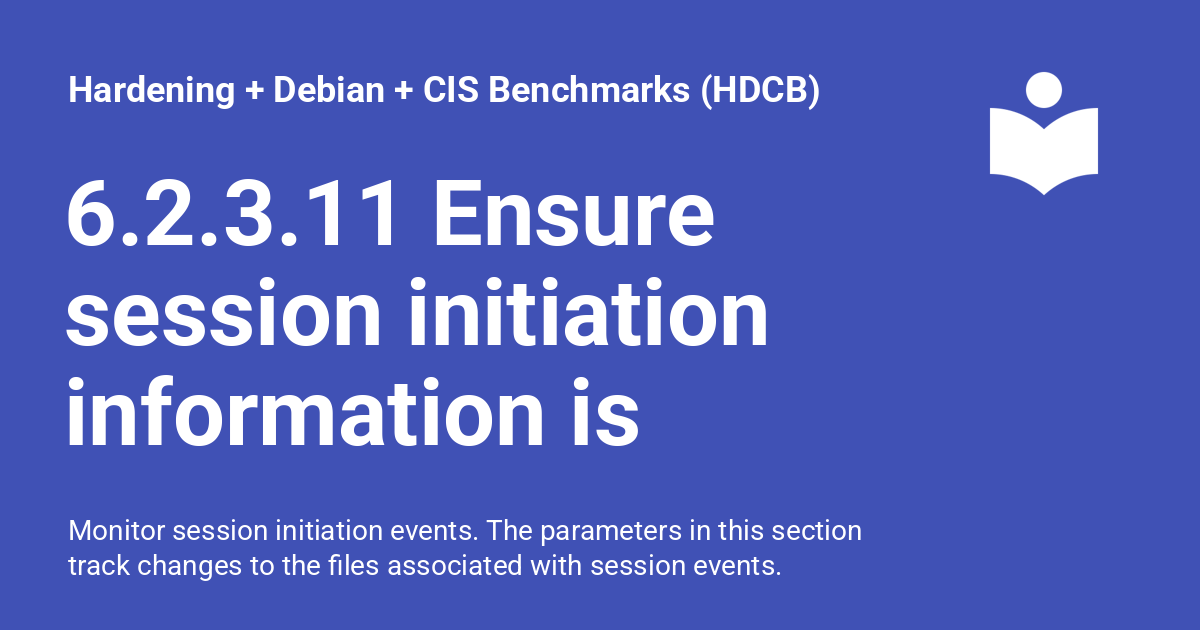 Hardening + Debian + CIS Benchmarks (HDCB)
6.2.3.11 Ensure
session initiation
information is
Monitor session initiation events. The parameters in this section
track changes to the files associated with session events.